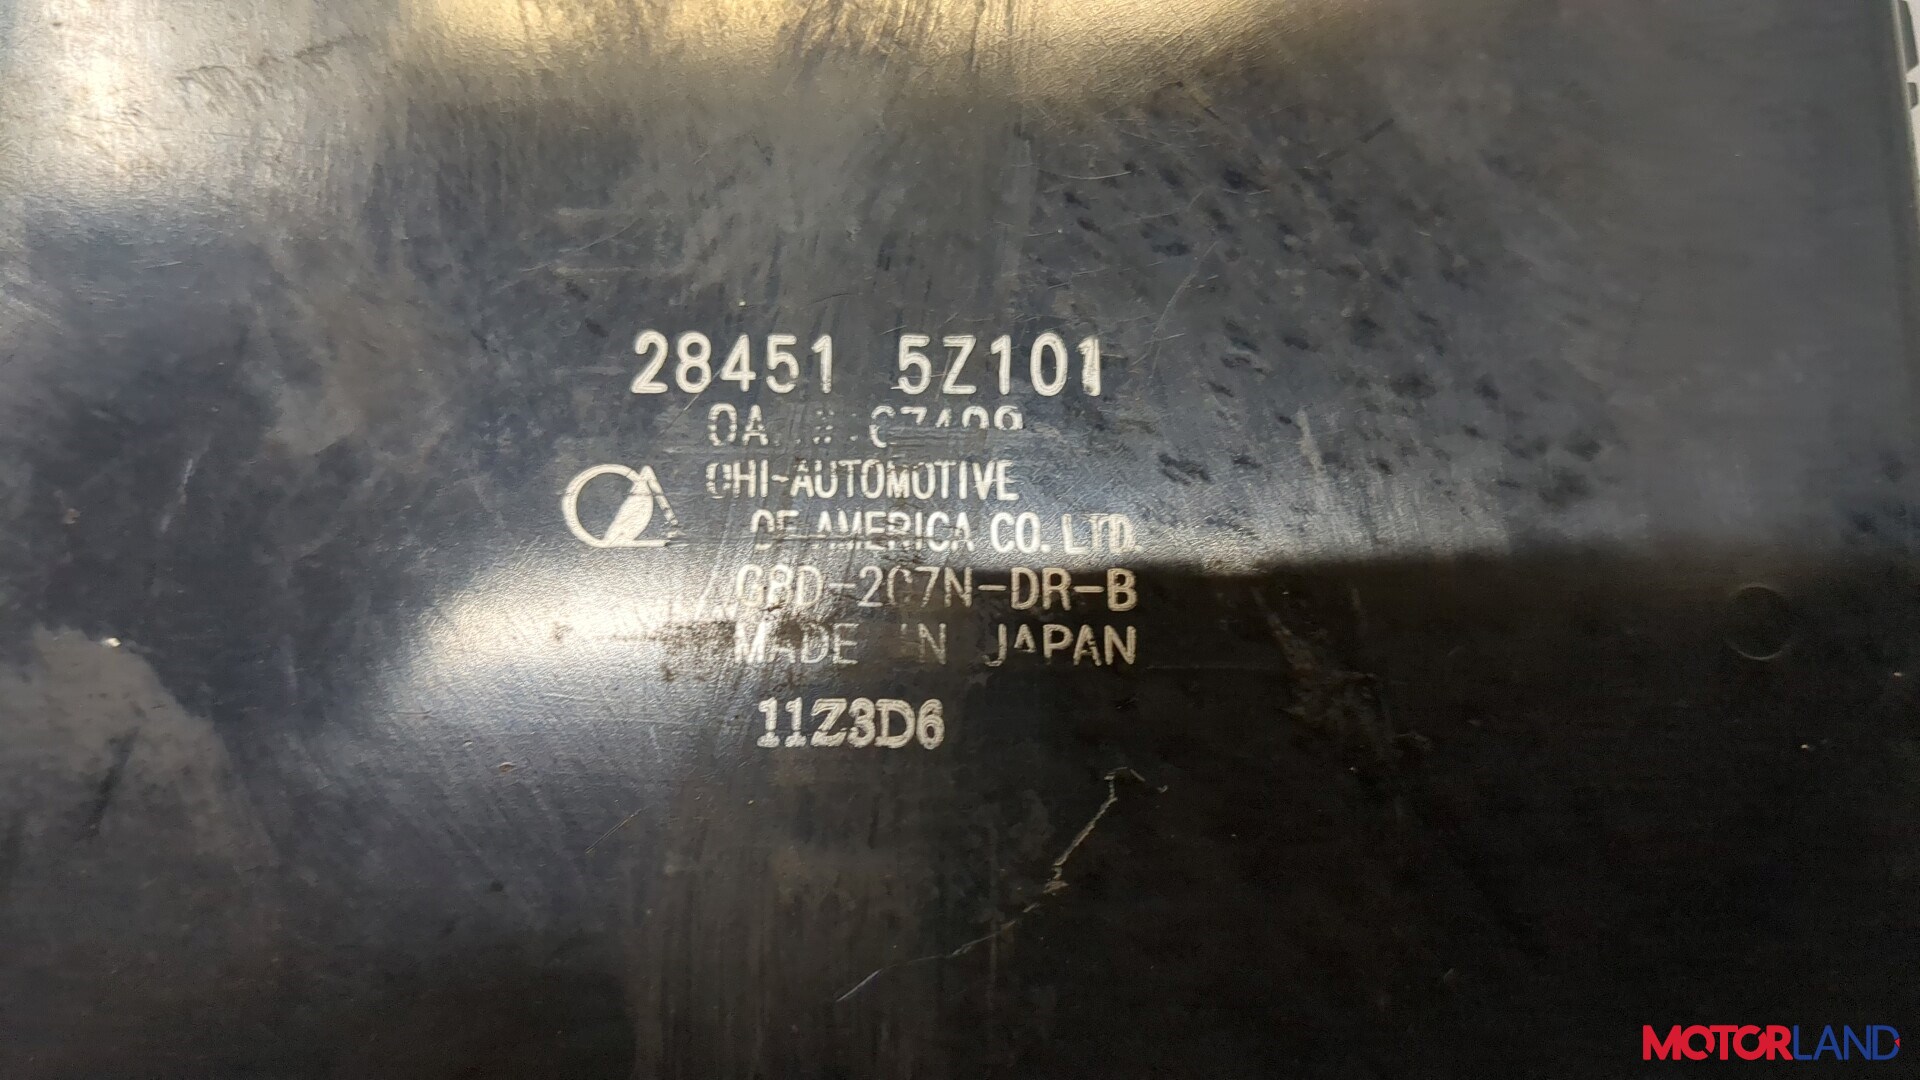 28451 5Z101
OHI-AUTOMOTIVE
OF AMERICA CO. LTD.
MADE IN JAPAN
11Z3D6
MOTORLAND